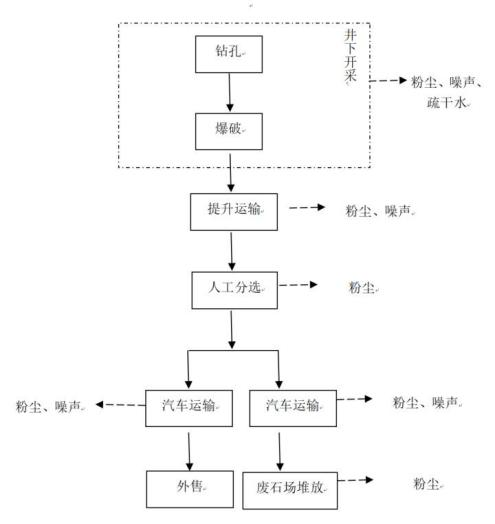 钻孔
井下开采
粉尘、噪声、
疏干水
爆破
提升运输
粉尘、噪声
人工分选
粉尘
粉尘、噪声
汽车运输
汽车运输
粉尘、噪声
外售
废石场堆放
粉尘